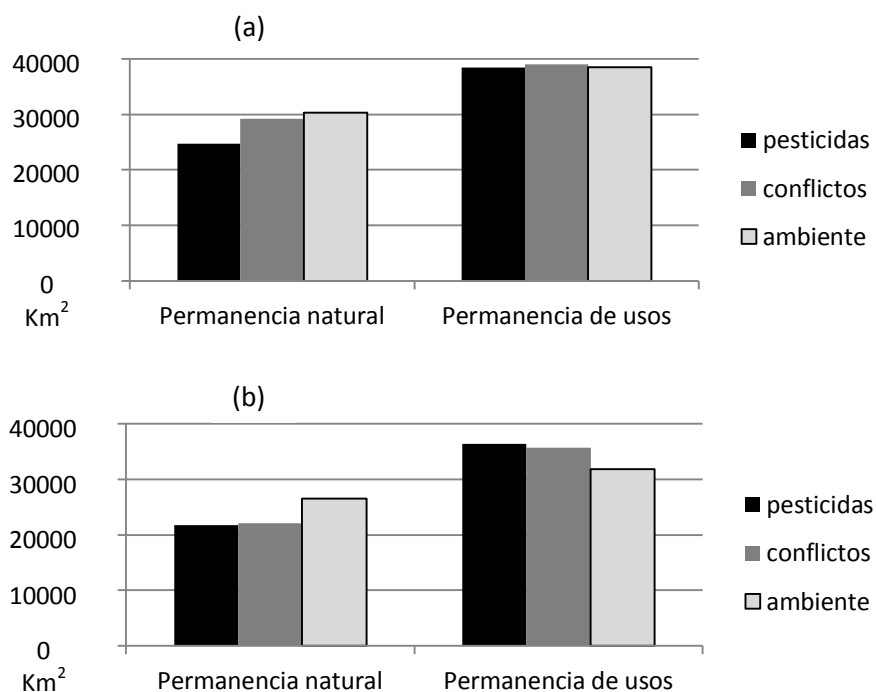 (a)
40000
30000
20000
10000
0
Km²
Permanencia natural
Permanencia de usos
pesticidas
conflictos
ambiente
(b)
40000
30000
20000
10000
0
Km²
Permanencia natural
Permanencia de usos
pesticidas
conflictos
ambiente